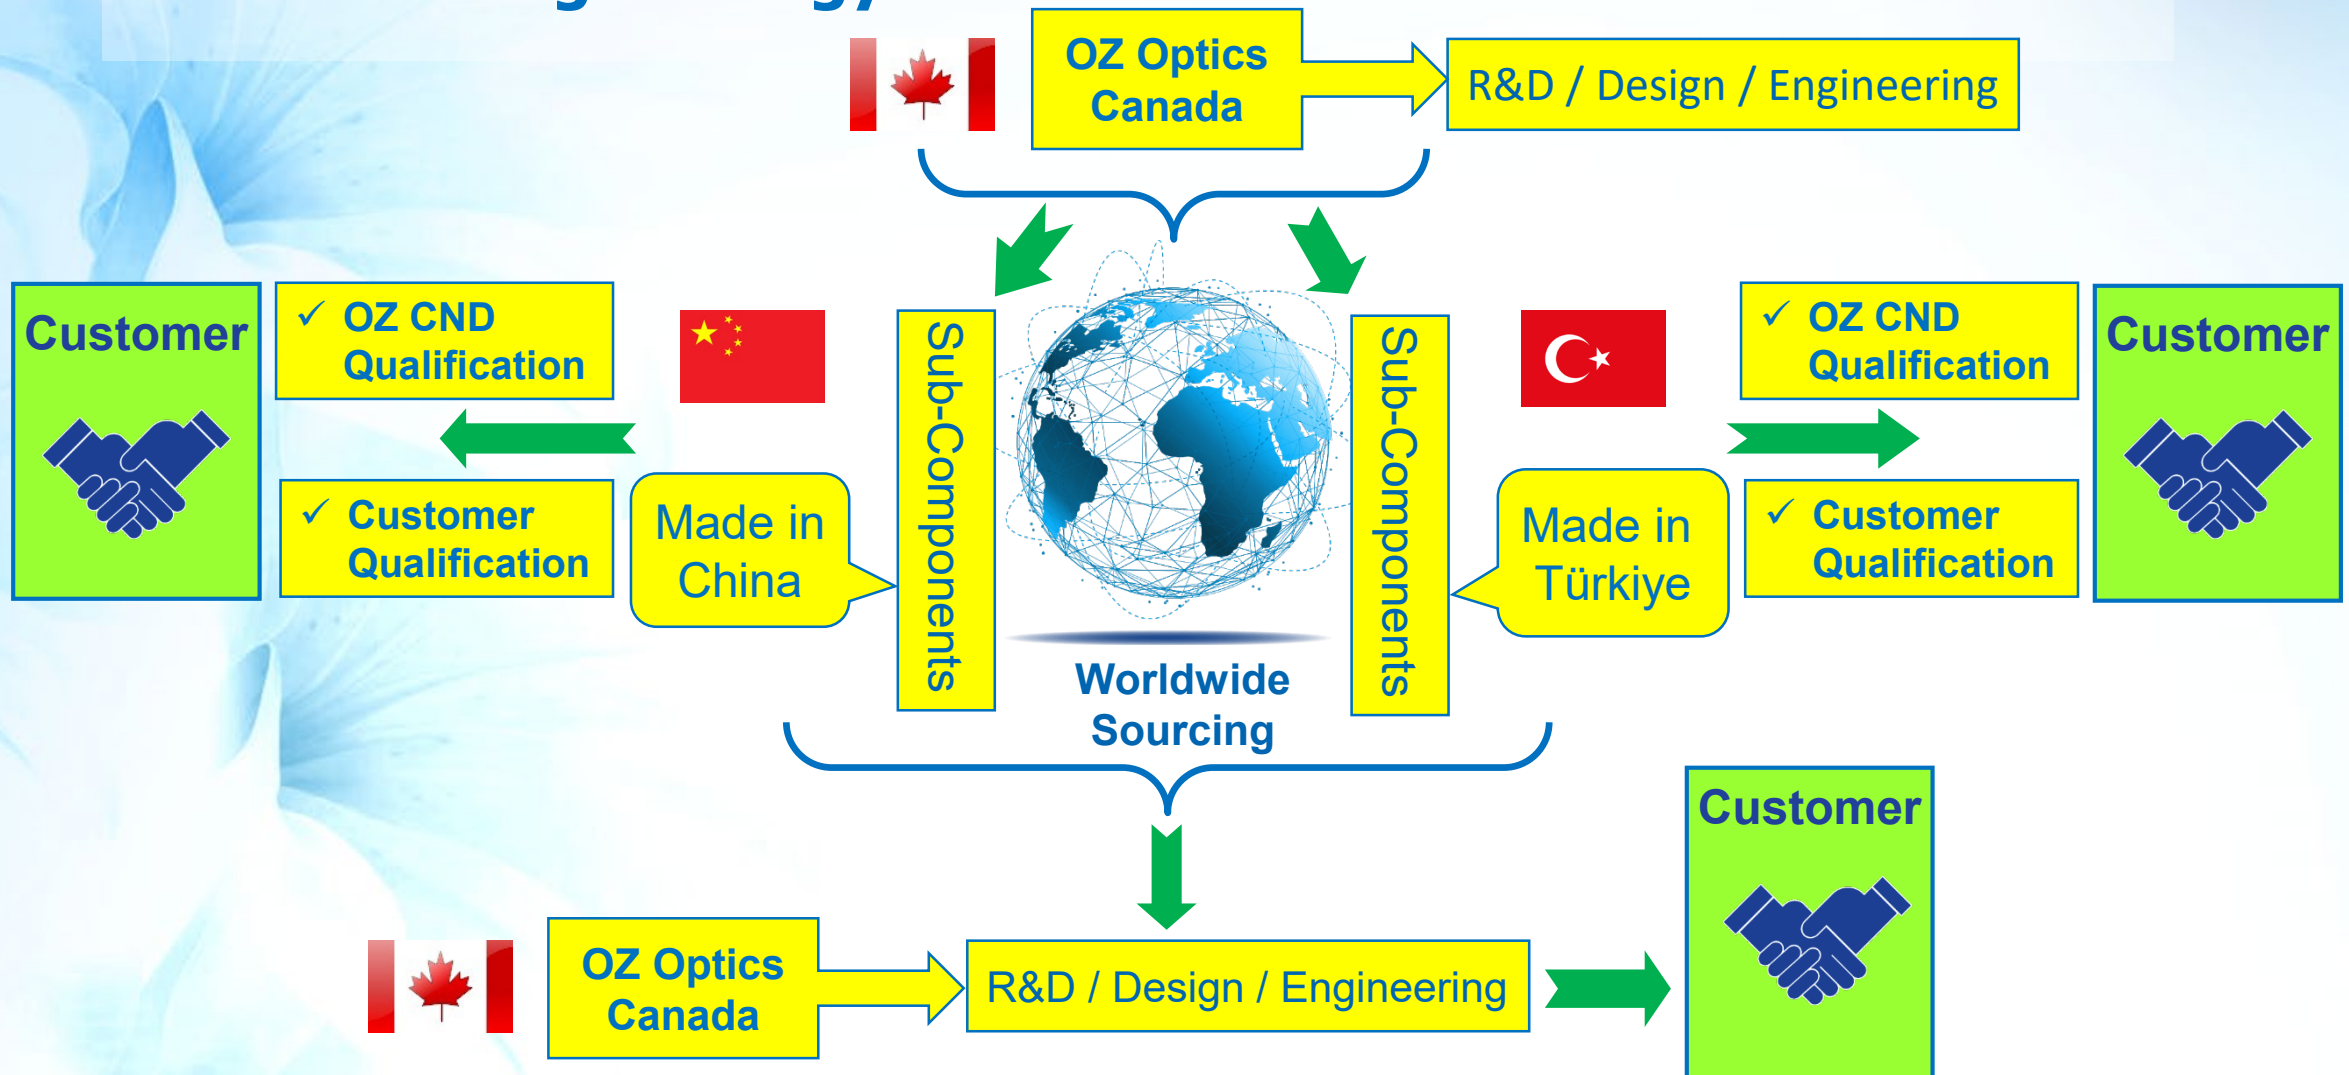 OZ Optics
Canada
R&D / Design / Engineering
Customer
✓ OZ CND
Qualification
✓ Customer
Qualification
Made in
China
Sub-Components
Worldwide
Sourcing
Sub-Components
Made in
Türkiye
✓ OZ CND
Qualification
✓ Customer
Qualification
Customer
OZ Optics
Canada
R&D / Design / Engineering
Customer